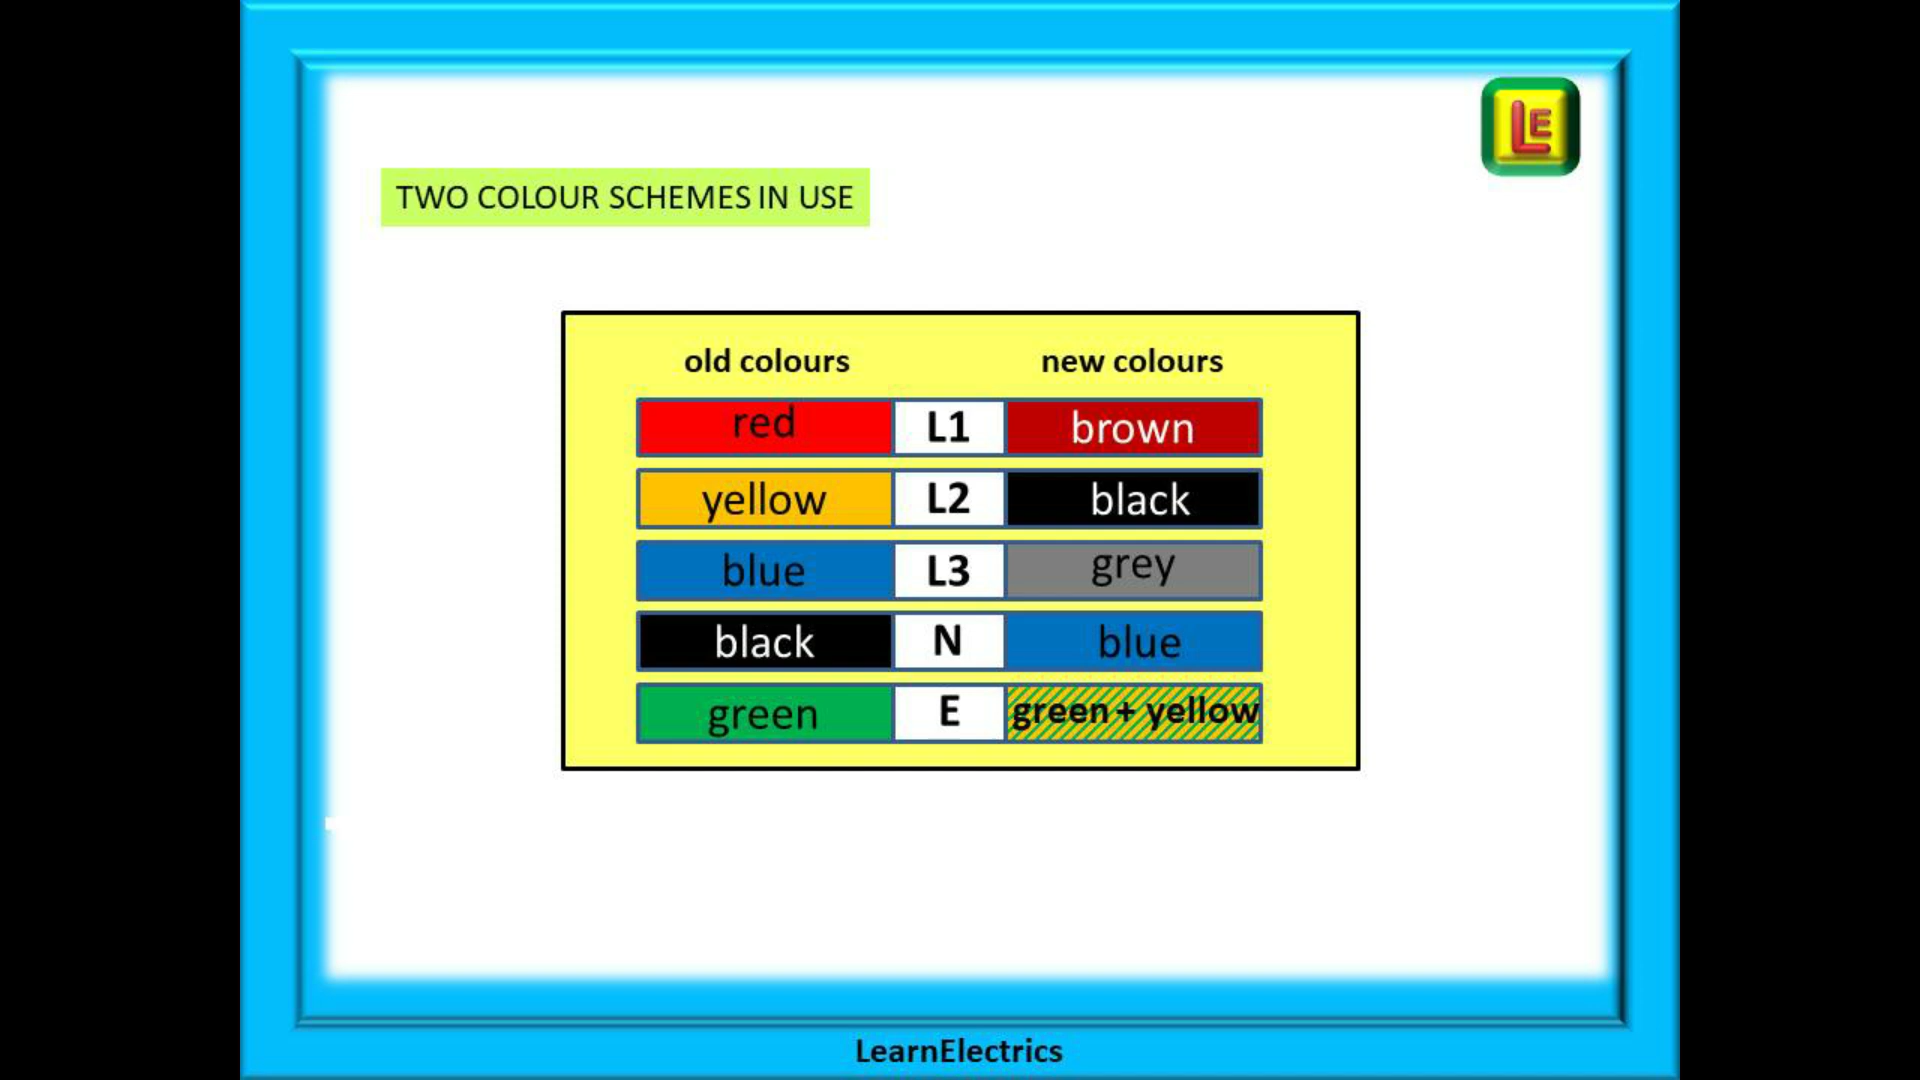 LE
TWO COLOUR SCHEMES IN USE
old colours new colours
red L1 brown
yellow L2 black
blue L3 grey
black N blue
green E green + yellow
LearnElectrics